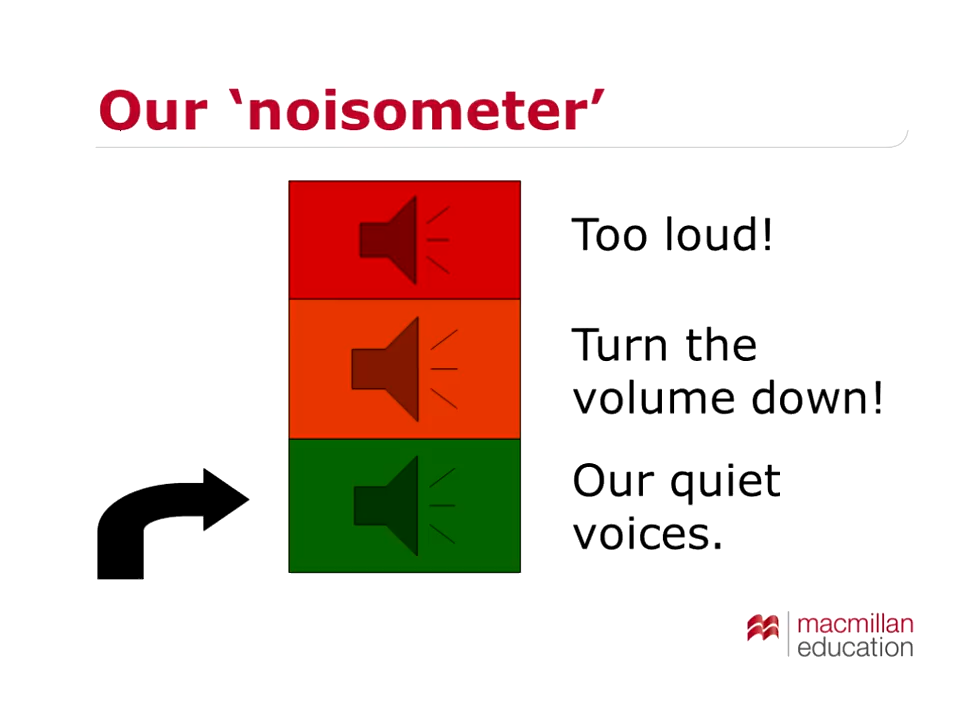 Our ‘noisometer’
Too loud!
Turn the
volume down!
Our quiet
voices.
macmillan
education